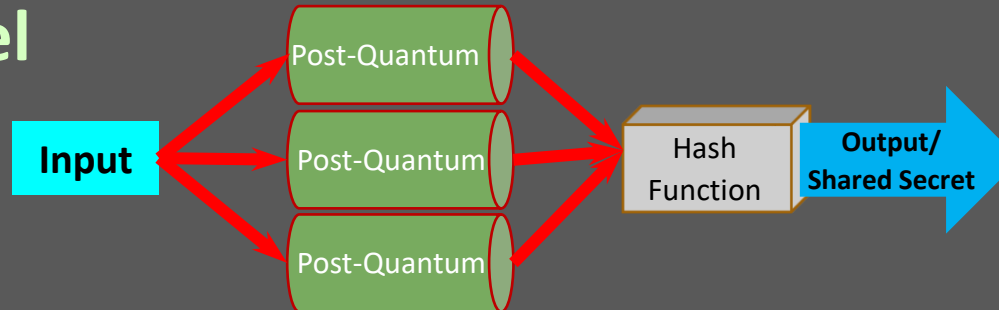 el
Post-Quantum
Input
Post-Quantum
Hash
Function
Output/
Shared Secret
Post-Quantum